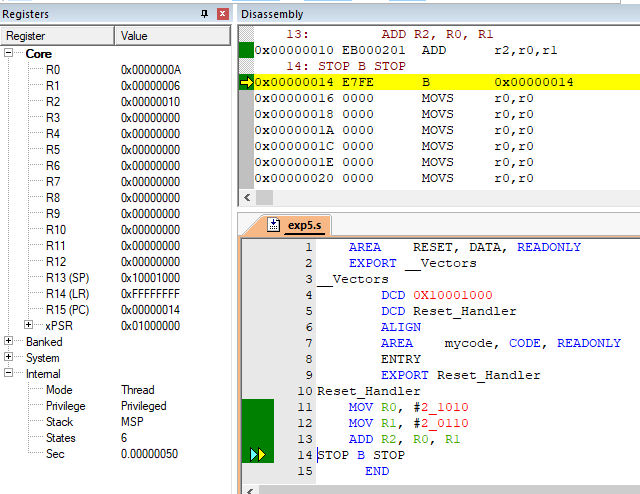 Registers
Register Value
Core
R0 0x0000000A
R1 0x00000006
R2 0x00000010
R3 0x00000000
R4 0x00000000
R5 0x00000000
R6 0x00000000
R7 0x00000000
R8 0x00000000
R9 0x00000000
R10 0x00000000
R11 0x00000000
R12 0x00000000
R13 (SP) 0x10001000
R14 (LR) 0xFFFFFFFF
R15 (PC) 0x00000014
xPSR 0x01000000
Banked
System
Internal
Mode Thread
Privilege Privileged
Stack MSP
States 6
Sec 0.00000050
Disassembly
13: ADD R2, R0, R1
0x00000010 EB000201 ADD r2,r0,r1
14: STOP B STOP
0x00000014 E7FE B 0x00000014
0x00000016 0000 MOVS r0,r0
0x00000018 0000 MOVS r0,r0
0x0000001A 0000 MOVS r0,r0
0x0000001C 0000 MOVS r0,r0
0x0000001E 0000 MOVS r0,r0
0x00000020 0000 MOVS r0,r0
exp5.s
1 AREA RESET, DATA, READONLY
2 EXPORT __Vectors
3 __Vectors
4 DCD 0X10001000
5 DCD Reset_Handler
6 ALIGN
7 AREA mycode, CODE, READONLY
8 ENTRY
9 EXPORT Reset_Handler
10 Reset_Handler
11 MOV R0, #2_1010
12 MOV R1, #2_0110
13 ADD R2, R0, R1
14 STOP B STOP
15 END